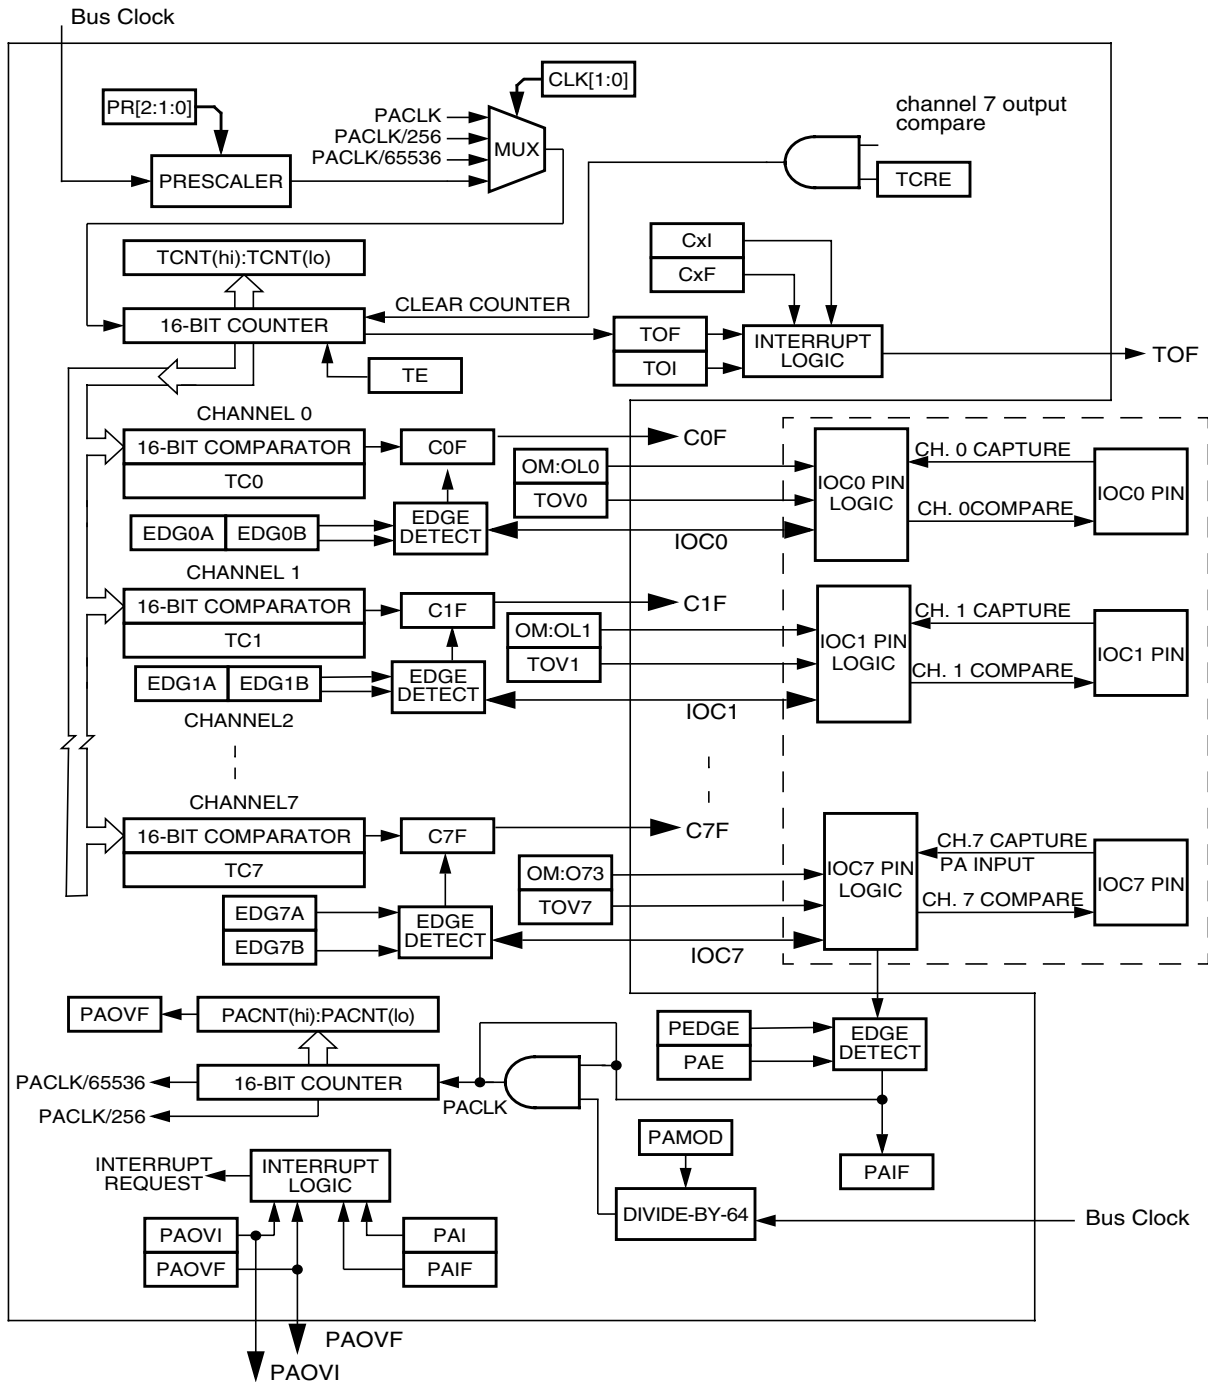 Bus Clock
CLK[1:0]
PR[2:1:0]
channel 7 output
compare
PACLK
PACLK/256
PACLK/65536
MUX
PRESCALER
TCRE
TCNT(hi):TCNT(lo)
CxI
CxF
CLEAR COUNTER
16-BIT COUNTER
TOF
TOI
INTERRUPT
LOGIC
TOF
TE
CHANNEL 0
16-BIT COMPARATOR
TC0
C0F
C0F
OM:OL0
TOV0
IOC0 PIN
LOGIC
CH. 0 CAPTURE
CH. 0COMPARE
IOC0 PIN
EDG0A
EDG0B
EDGE
DETECT
IOC0
CHANNEL 1
16-BIT COMPARATOR
TC1
C1F
C1F
OM:OL1
TOV1
IOC1 PIN
LOGIC
CH. 1 CAPTURE
CH. 1 COMPARE
IOC1 PIN
EDG1A
EDG1B
EDGE
DETECT
IOC1
CHANNEL2
CHANNEL7
16-BIT COMPARATOR
TC7
C7F
C7F
OM:O73
TOV7
IOC7 PIN
LOGIC
CH.7 CAPTURE
PA INPUT
CH. 7 COMPARE
IOC7 PIN
EDG7A
EDG7B
EDGE
DETECT
IOC7
PAOVF
PACNT(hi):PACNT(lo)
PEDGE
PAE
EDGE
DETECT
PACLK/65536
16-BIT COUNTER
PACLK
PACLK/256
PAMOD
PAIF
INTERRUPT
REQUEST
INTERRUPT
LOGIC
DIVIDE-BY-64
Bus Clock
PAOVI
PAOVF
PAI
PAIF
PAOVF
PAOVI